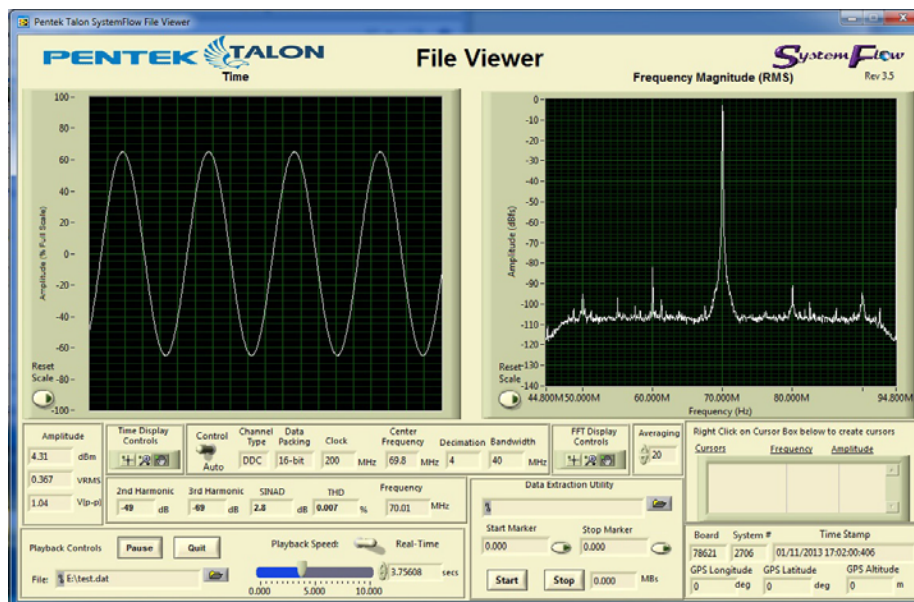 Pentek Talon SystemFlow File Viewer
PENTEK TALON
File Viewer
SystemFlow
Rev 3.5
Time
Frequency Magnitude (RMS)
Amplitude (% Full Scale)
100
80
60
40
20
0
-20
-40
-60
-80
-100
Reset
Scale
Amplitude (dBfs)
0
-10
-20
-30
-40
-50
-60
-70
-80
-90
-100
-110
-120
-130
-140
Reset
Scale
44.800M 50.000M 60.000M 70.000M 80.000M 94.800M
Frequency (Hz)
Amplitude
4.31 dBm
0.367 VRMS
1.04 V(p-p)
Time Display
Controls
Control
Auto
Channel
Type
DDC
Data
Packing
16-bit
Clock
200 MHz
Center
Frequency
69.8 MHz
Decimation
4
Bandwidth
40 MHz
FFT Display
Controls
Averaging
20
Right Click on Cursor Box below to create cursors
Cursors Frequency Amplitude
2nd Harmonic
-49 dB
3rd Harmonic
-69 dB
SINAD
2.8 dB
THD
0.007 %
Frequency
70.01 MHz
Data Extraction Utility
Start Marker
0.000
Stop Marker
0.000
Start
Stop
0.000 MBs
Playback Controls
Pause
Quit
Playback Speed:
Real-Time
0.000 5.000 10.000
3.75608 secs
File: E:\test.dat
Board System # Time Stamp
78621 2706 01/11/2013 17:02:00:406
GPS Longitude GPS Latitude GPS Altitude
0 deg 0 deg 0 m